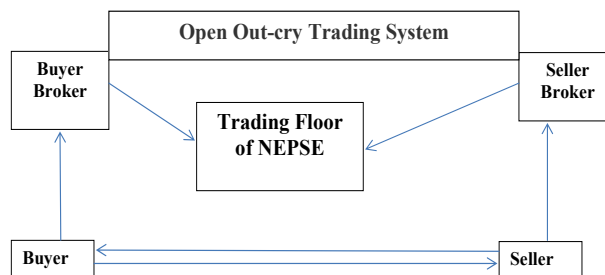 Open Out-cry Trading System
Buyer
Broker
Seller
Broker
Trading Floor
of NEPSE
Buyer
Seller